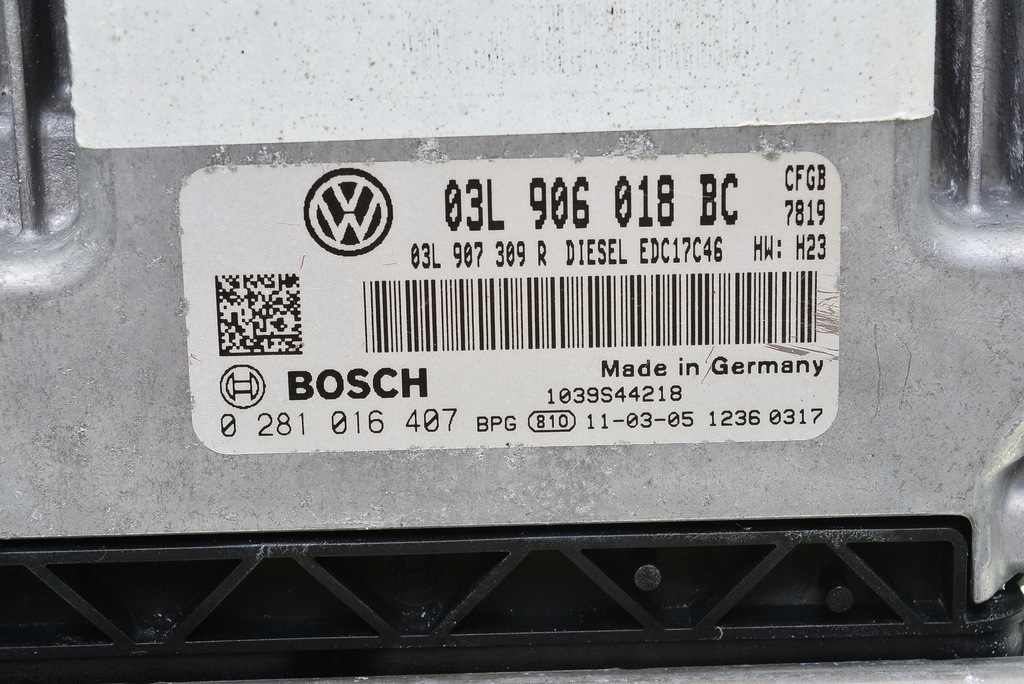 03L 906 018 BC CFGB
7819
03L 907 309 R DIESEL EDC17C46 HW: H23
Made in Germany
BOSCH
1039S44218
0 281 016 407 BPG 810 11-03-05 1236 0317